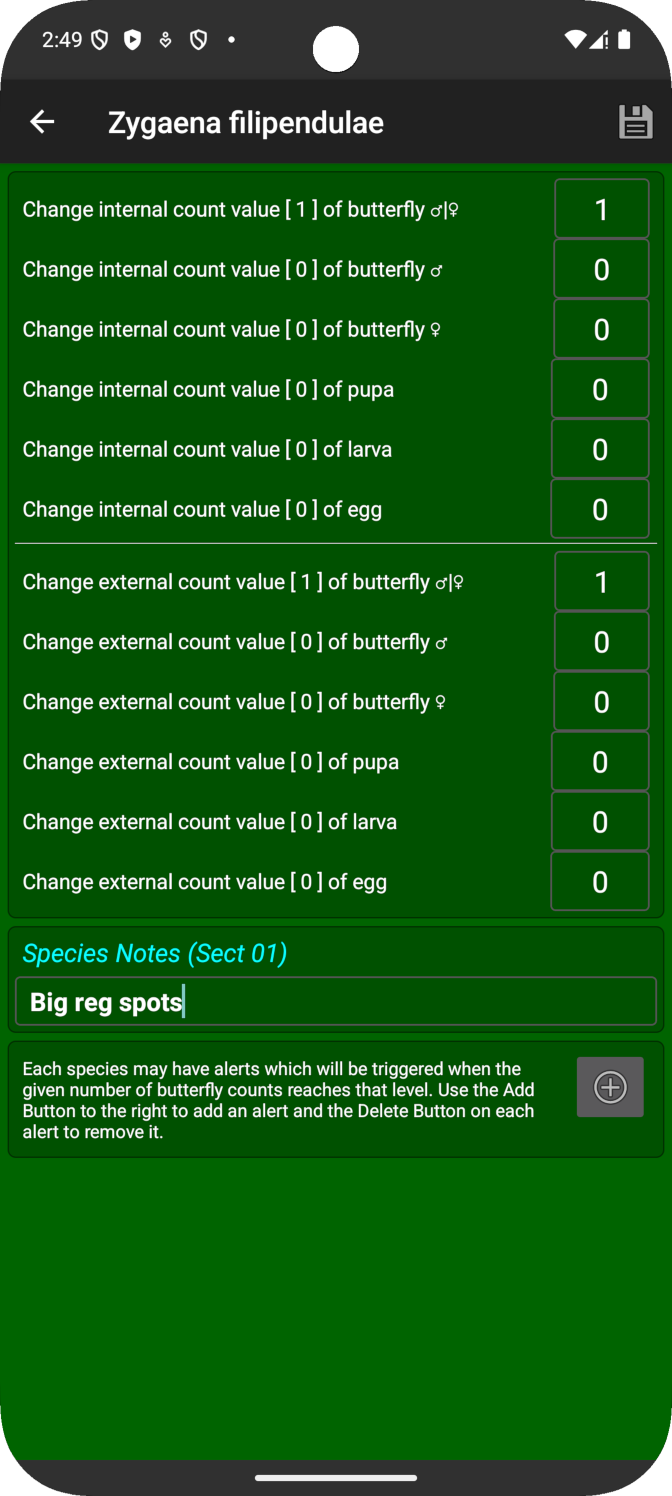 2:49
Zygaena filipendulae
Change internal count value [ 1 ] of butterfly ♂|♀ 1
Change internal count value [ 0 ] of butterfly ♂ 0
Change internal count value [ 0 ] of butterfly ♀ 0
Change internal count value [ 0 ] of pupa 0
Change internal count value [ 0 ] of larva 0
Change internal count value [ 0 ] of egg 0
Change external count value [ 1 ] of butterfly ♂|♀ 1
Change external count value [ 0 ] of butterfly ♂ 0
Change external count value [ 0 ] of butterfly ♀ 0
Change external count value [ 0 ] of pupa 0
Change external count value [ 0 ] of larva 0
Change external count value [ 0 ] of egg 0
Species Notes (Sect 01)
Big reg spots
Each species may have alerts which will be triggered when the
given number of butterfly counts reaches that level. Use the Add
Button to the right to add an alert and the Delete Button on each
alert to remove it.